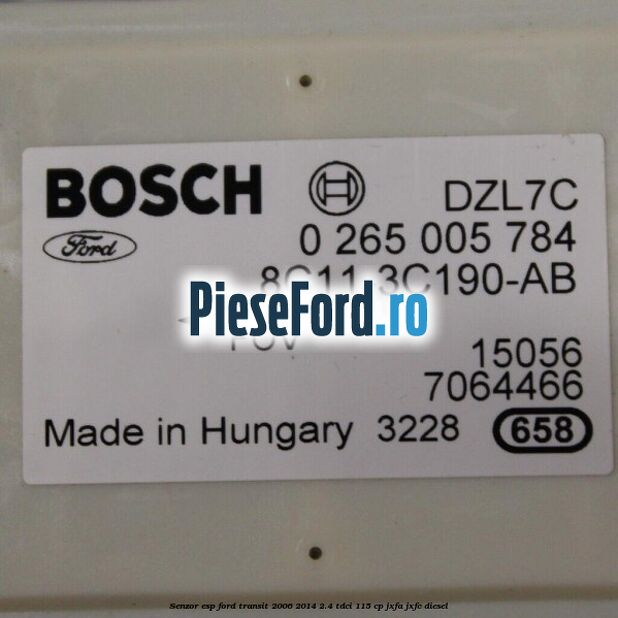 BOSCH DZL7C
Ford 0 265 005 784
8C11-3C190-AB
PieseFord.ro
15056
7064466
Made in Hungary 3228 658
Senzor esp ford transit 2006 2014 2.4 tdci 115 cp jxfa jxfc diesel